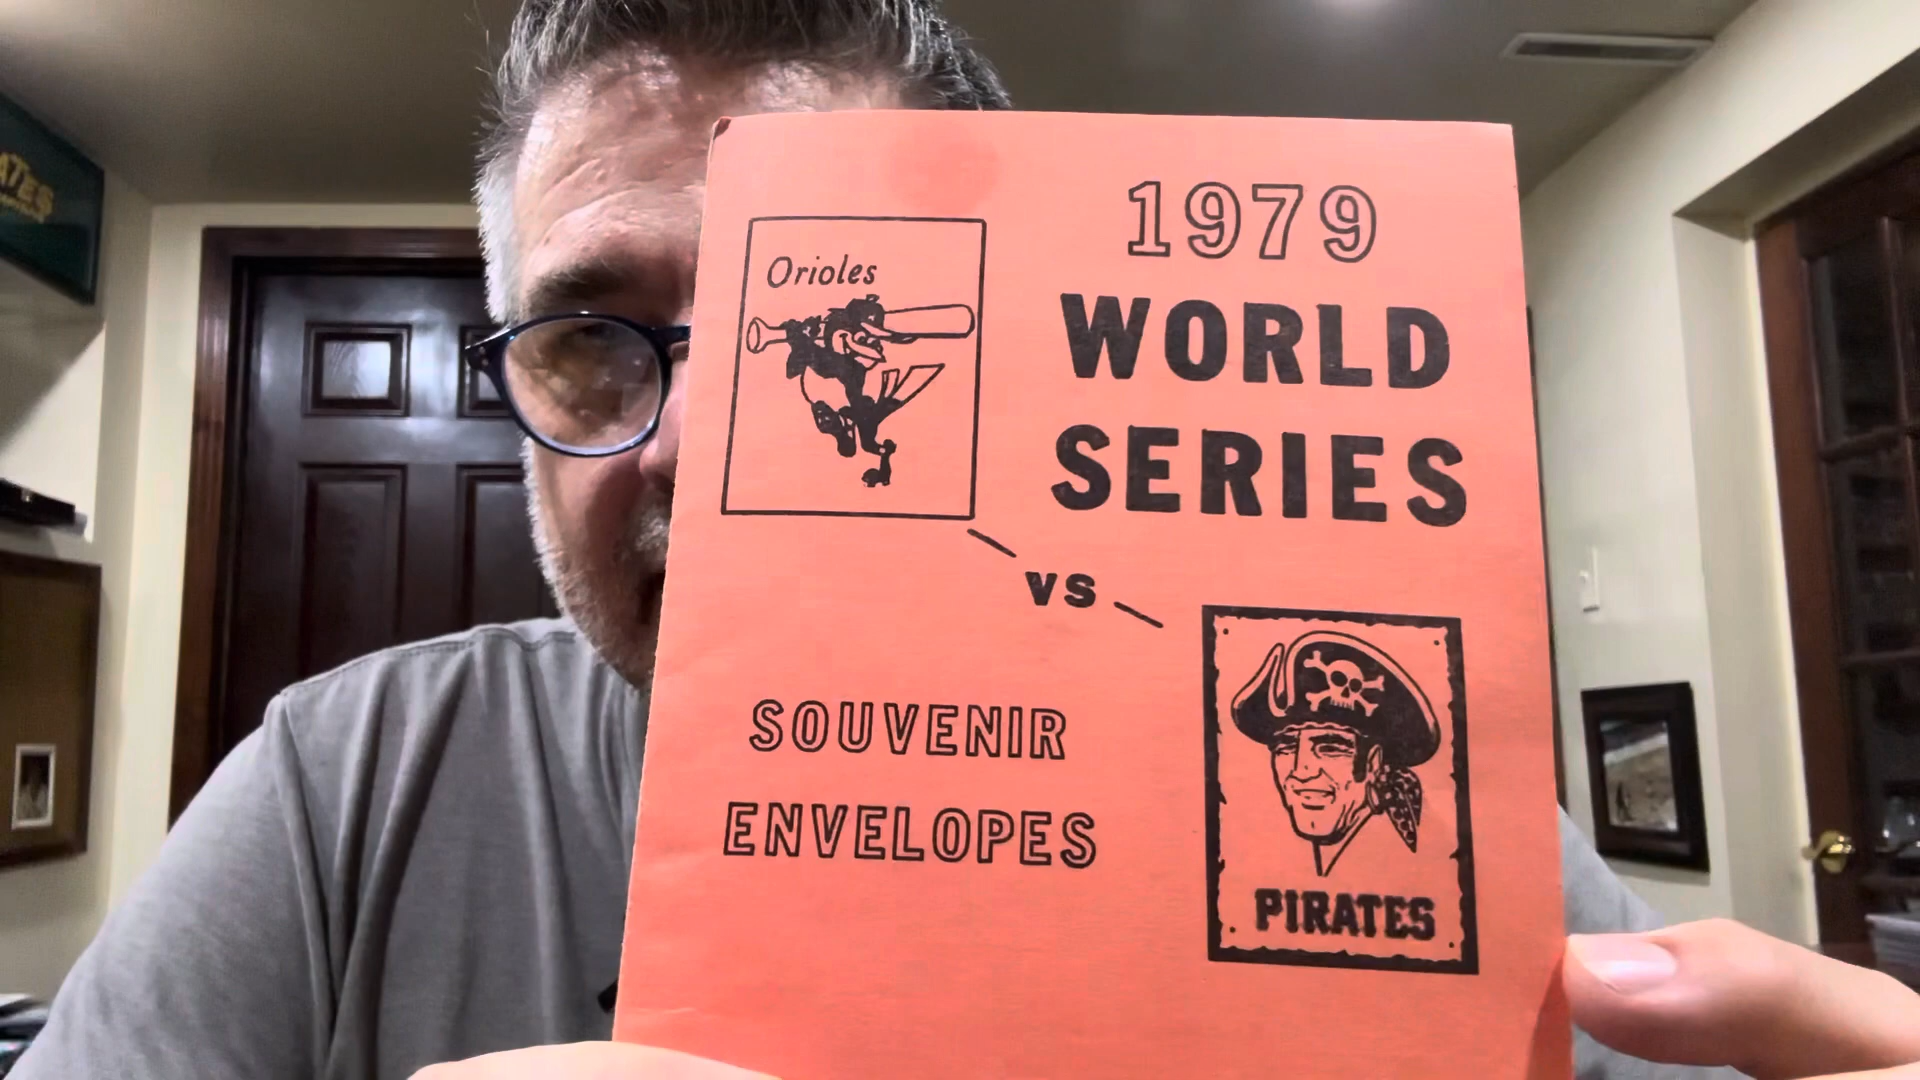 Orioles
1979
WORLD
SERIES
vs
SOUVENIR
ENVELOPES
PIRATES